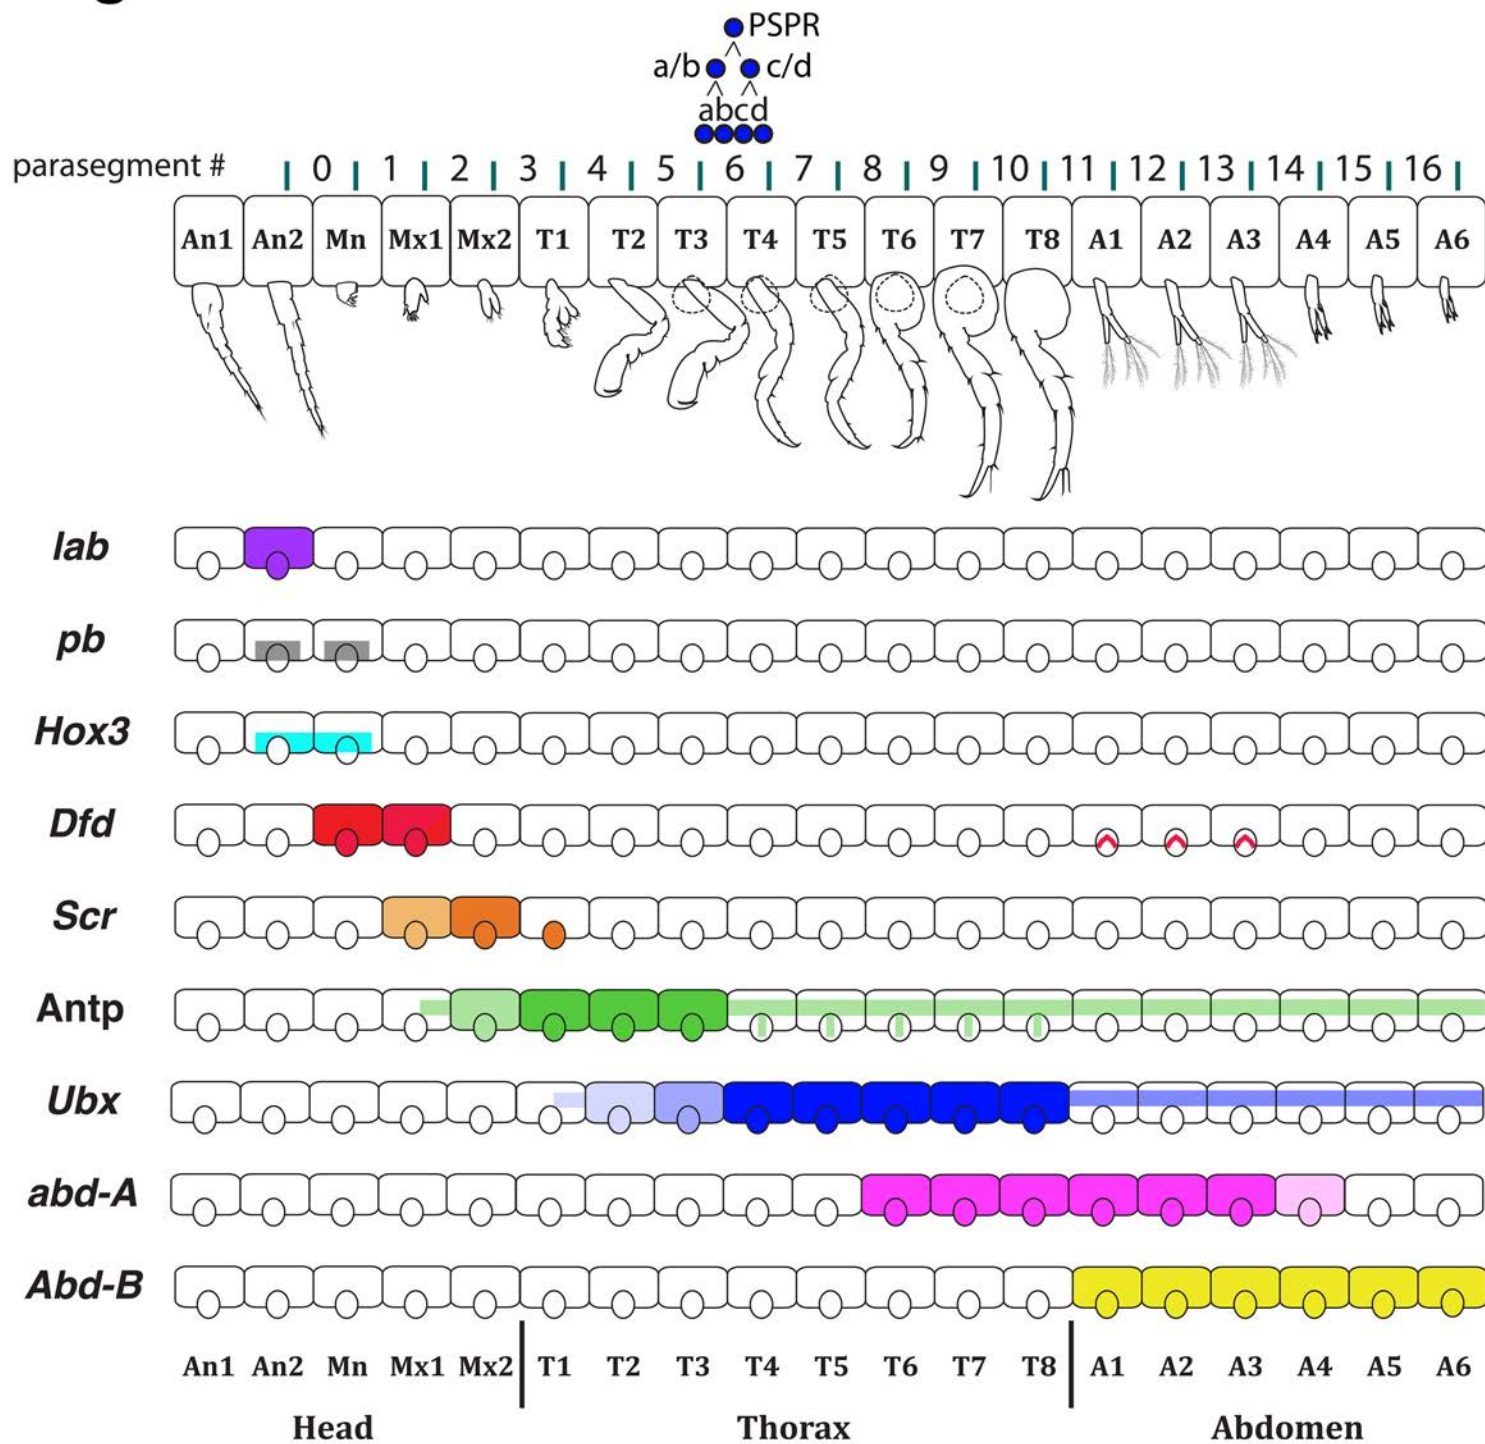 PSPR
a/b c/d
abcd
parasegment # 0 1 2 3 4 5 6 7 8 9 10 11 12 13 14 15 16
An1 An2 Mn Mx1 Mx2 T1 T2 T3 T4 T5 T6 T7 T8 A1 A2 A3 A4 A5 A6
lab
pb
Hox3
Dfd
Scr
Antp
Ubx
abd-A
Abd-B
An1 An2 Mn Mx1 Mx2 T1 T2 T3 T4 T5 T6 T7 T8 A1 A2 A3 A4 A5 A6
Head Thorax Abdomen